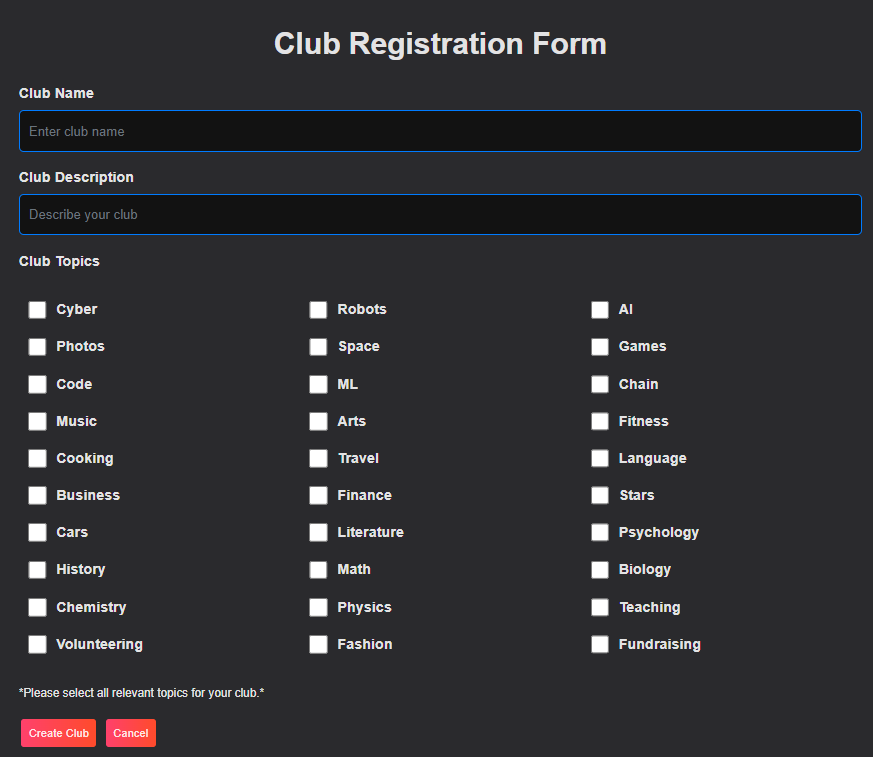 Club Registration Form
Club Name
Enter club name
Club Description
Describe your club
Club Topics
Cyber Robots AI
Photos Space Games
Code ML Chain
Music Arts Fitness
Cooking Travel Language
Business Finance Stars
Cars Literature Psychology
History Math Biology
Chemistry Physics Teaching
Volunteering Fashion Fundraising
*Please select all relevant topics for your club.*
Create Club Cancel